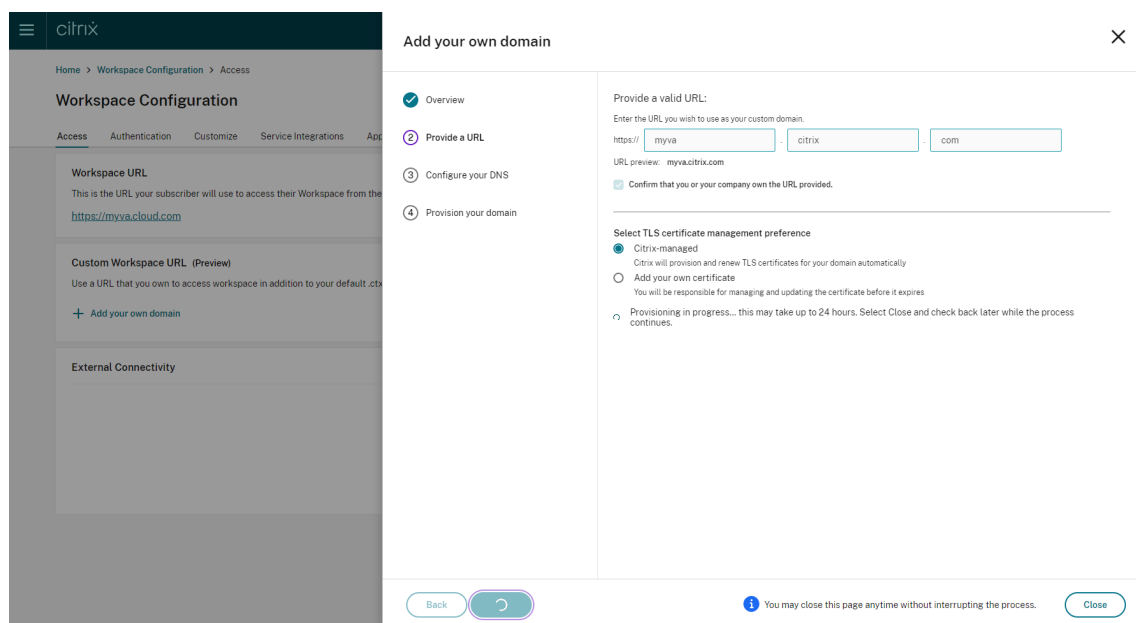 citrix
Home > Workspace Configuration > Access
Workspace Configuration
Access Authentication Customize Service Integrations App
Workspace URL
This is the URL your subscriber will use to access their Workspace from the
https://myva.cloud.com
Custom Workspace URL (Preview)
Use a URL that you own to access workspace in addition to your default .ctx
+ Add your own domain
External Connectivity
Add your own domain
Overview
2 Provide a URL
3 Configure your DNS
4 Provision your domain
Provide a valid URL:
Enter the URL you wish to use as your custom domain.
https:// myva . citrix . com
URL preview: myva.citrix.com
Confirm that you or your company own the URL provided.
Select TLS certificate management preference
Citrix-managed
Citrix will provision and renew TLS certificates for your domain automatically
Add your own certificate
You will be responsible for managing and updating the certificate before it expires
Provisioning in progress... this may take up to 24 hours. Select Close and check back later while the process
continues.
Back
You may close this page anytime without interrupting the process.
Close